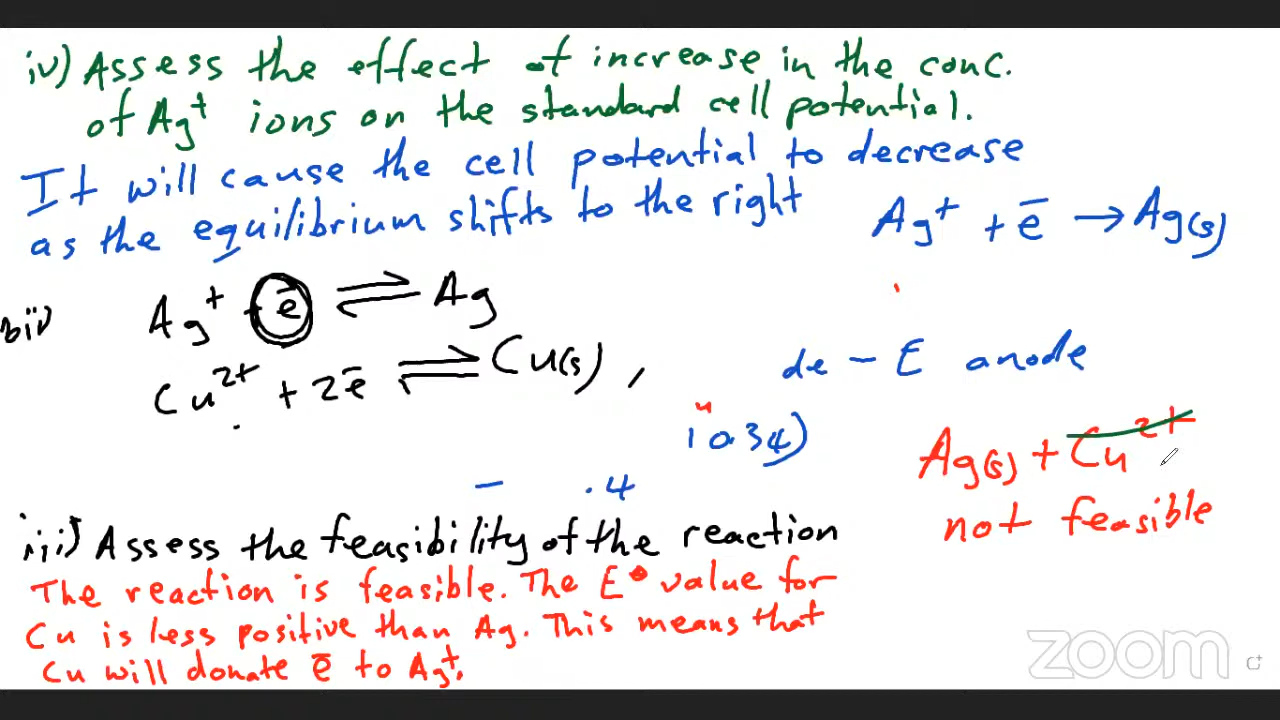 iv) Assess the effect of increase in the conc.
of Ag⁺ ions on the standard cell potential.
It will cause the cell potential to decrease
as the equilibrium shifts to the right
Ag⁺ + e̅ → Ag(s)
bii) Ag⁺ + e̅ ⇌ Ag
Cu²⁺ + 2e̅ ⇌ Cu(s) ,
de - E anode
Ag(s) + Cu²⁺
not feasible
- .4
iii) Assess the feasibility of the reaction
The reaction is feasible. The E° value for
Cu is less positive than Ag. This means that
Cu will donate e̅ to Ag⁺.
zoom